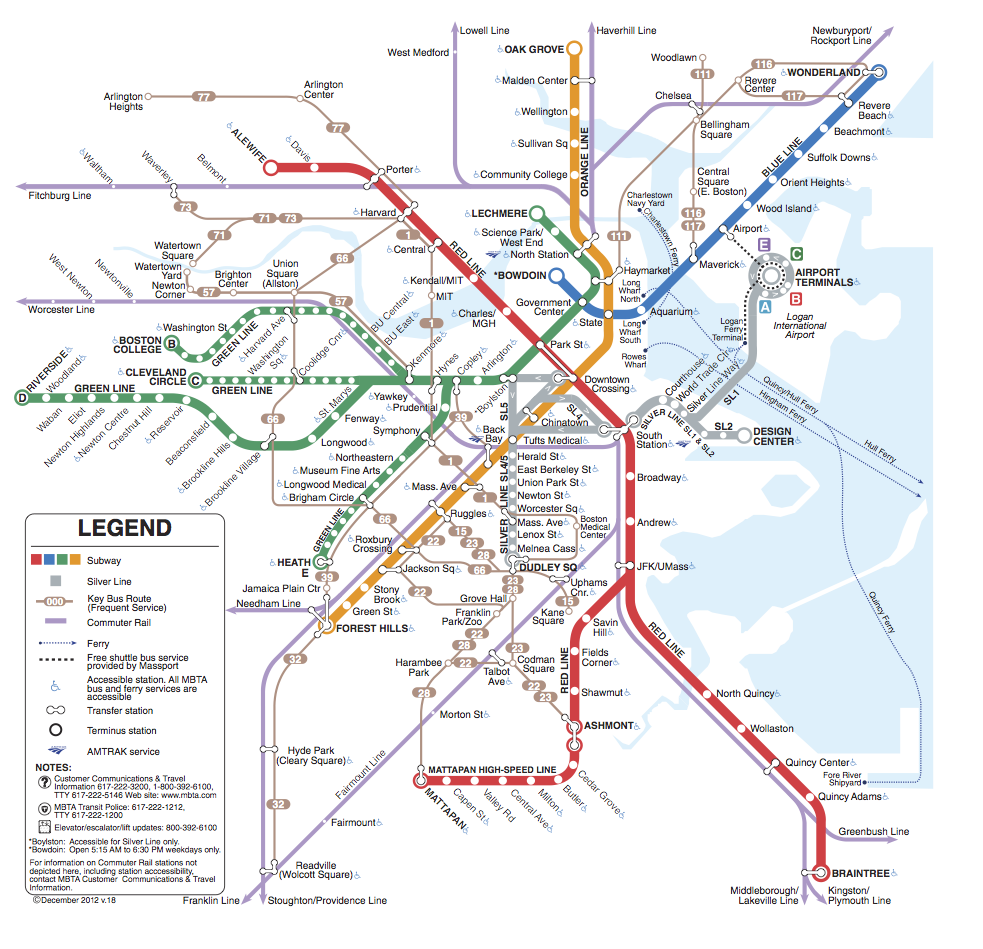 Lowell Line
Haverhill Line
Newburyport/
Rockport Line
West Medford
OAK GROVE
Woodlawn
116
WONDERLAND
111
Revere
Center
117
Malden Center
Arlington
Heights
77
Arlington
Center
Chelsea
Revere
Beach
Wellington
77
Bellingham
Square
Beachmont
ALEWIFE
Davis
Sullivan Sq
ORANGE LINE
BLUE LINE
Suffolk Downs
Waltham
Waverley
Belmont
Porter
Community College
Central
Square
(E. Boston)
Orient Heights
Fitchburg Line
73
Charlestown
Navy Yard
116
117
Wood Island
71
73
Harvard
LECHMERE
Charlestown
Ferry
111
Airport
71
1
Science Park/
West End
E
C
Watertown
Square
Central
RED LINE
North Station
Maverick
AIRPORT
TERMINALS
Watertown
Yard
Union
Square
(Allston)
66
*BOWDOIN
Haymarket
Newton
Corner
57
Brighton
Center
Kendall/MIT
MIT
Long
Wharf
North
A
B
West Newton
Newtonville
57
Government
Center
Aquarium
Logan
International
Airport
Worcester Line
BU Central
BU East
1
Charles/
MGH
State
Long
Wharf
South
Logan
Ferry
Terminal
Washington St
GREEN LINE
Harvard Ave
Washington
Sq
Coolidge Cnr
Kenmore
Hynes
Copley
Arlington
Park St
Rowes
Wharf
BOSTON
COLLEGE
B
CLEVELAND
CIRCLE
C
GREEN LINE
Downtown
Crossing
Courthouse
World Trade Ctr
Silver Line Way
SL1
Quincy/Hull Ferry
Hingham Ferry
Hull Ferry
RIVERSIDE
D
Woodland
GREEN LINE
Waban
Eliot
Newton Highlands
Newton Centre
Chestnut Hill
Reservoir
Beaconsfield
Brookline Hills
Brookline Village
66
St. Marys
Fenway
Yawkey
Prudential
39
*Boylston
SL5
SL4
Chinatown
SILVER LINE SL1 & SL2
SL2
DESIGN
CENTER
Symphony
Back
Bay
Tufts Medical
South
Station
Longwood
Northeastern
Museum Fine Arts
Longwood Medical
Brigham Circle
1
Mass. Ave
1
SILVER LINE SL4/5
Herald St
East Berkeley St
Union Park St
Newton St
Worcester Sq
Mass. Ave
Lenox St
Melnea Cass
Boston
Medical
Center
Broadway
Andrew
66
Ruggles
15
23
28
22
GREEN LINE
Roxbury
Crossing
HEATH
E
39
Jackson Sq
66
DUDLEY SQ
23
28
JFK/UMass
Uphams
Cnr.
15
Jamaica Plain Ctr
Needham Line
Stony
Brook
22
Green St
Grove Hall
Franklin
Park/Zoo
Kane
Square
FOREST HILLS
22
28
Savin
Hill
RED LINE
Quincy Ferry
32
Harambee
Park
22
23
Codman
Square
Talbot
Ave
RED LINE
Fields
Corner
28
22
23
Shawmut
North Quincy
Morton St
ASHMONT
Wollaston
Hyde Park
(Cleary Square)
Fairmount Line
MATTAPAN HIGH-SPEED LINE
Quincy Center
Fore River
Shipyard
MATTAPAN
Capen St
Valley Rd
Central Ave
Milton
Butler
Cedar Grove
32
Quincy Adams
Fairmount
Greenbush Line
Readville
(Wolcott Square)
BRAINTREE
Franklin Line
Stoughton/Providence Line
Middleborough/
Lakeville Line
Kingston/
Plymouth Line
LEGEND
Subway
Silver Line
000
Key Bus Route
(Frequent Service)
Commuter Rail
Ferry
Free shuttle bus service
provided by Massport
Accessible station. All MBTA
bus and ferry services are
accessible
Transfer station
Terminus station
AMTRAK service
NOTES:
Customer Communications & Travel
Information 617-222-3200, 1-800-392-6100,
TTY 617-222-5146 Web site: www.mbta.com
MBTA Transit Police: 617-222-1212,
TTY 617-222-1200
Elevator/escalator/lift updates: 800-392-6100
*Boylston: Accessible for Silver Line only.
*Bowdoin: Open 5:15 AM to 6:30 PM weekdays only.
For information on Commuter Rail stations not
depicted here, including station acccessibility,
contact MBTA Customer Communications & Travel
Information.
©December 2012 v.18